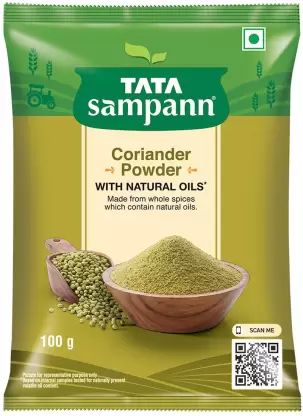 TATA
sampann
Coriander
Powder
WITH NATURAL OILS*
Made from whole spices
which contain natural oils.
SCAN ME
100 g